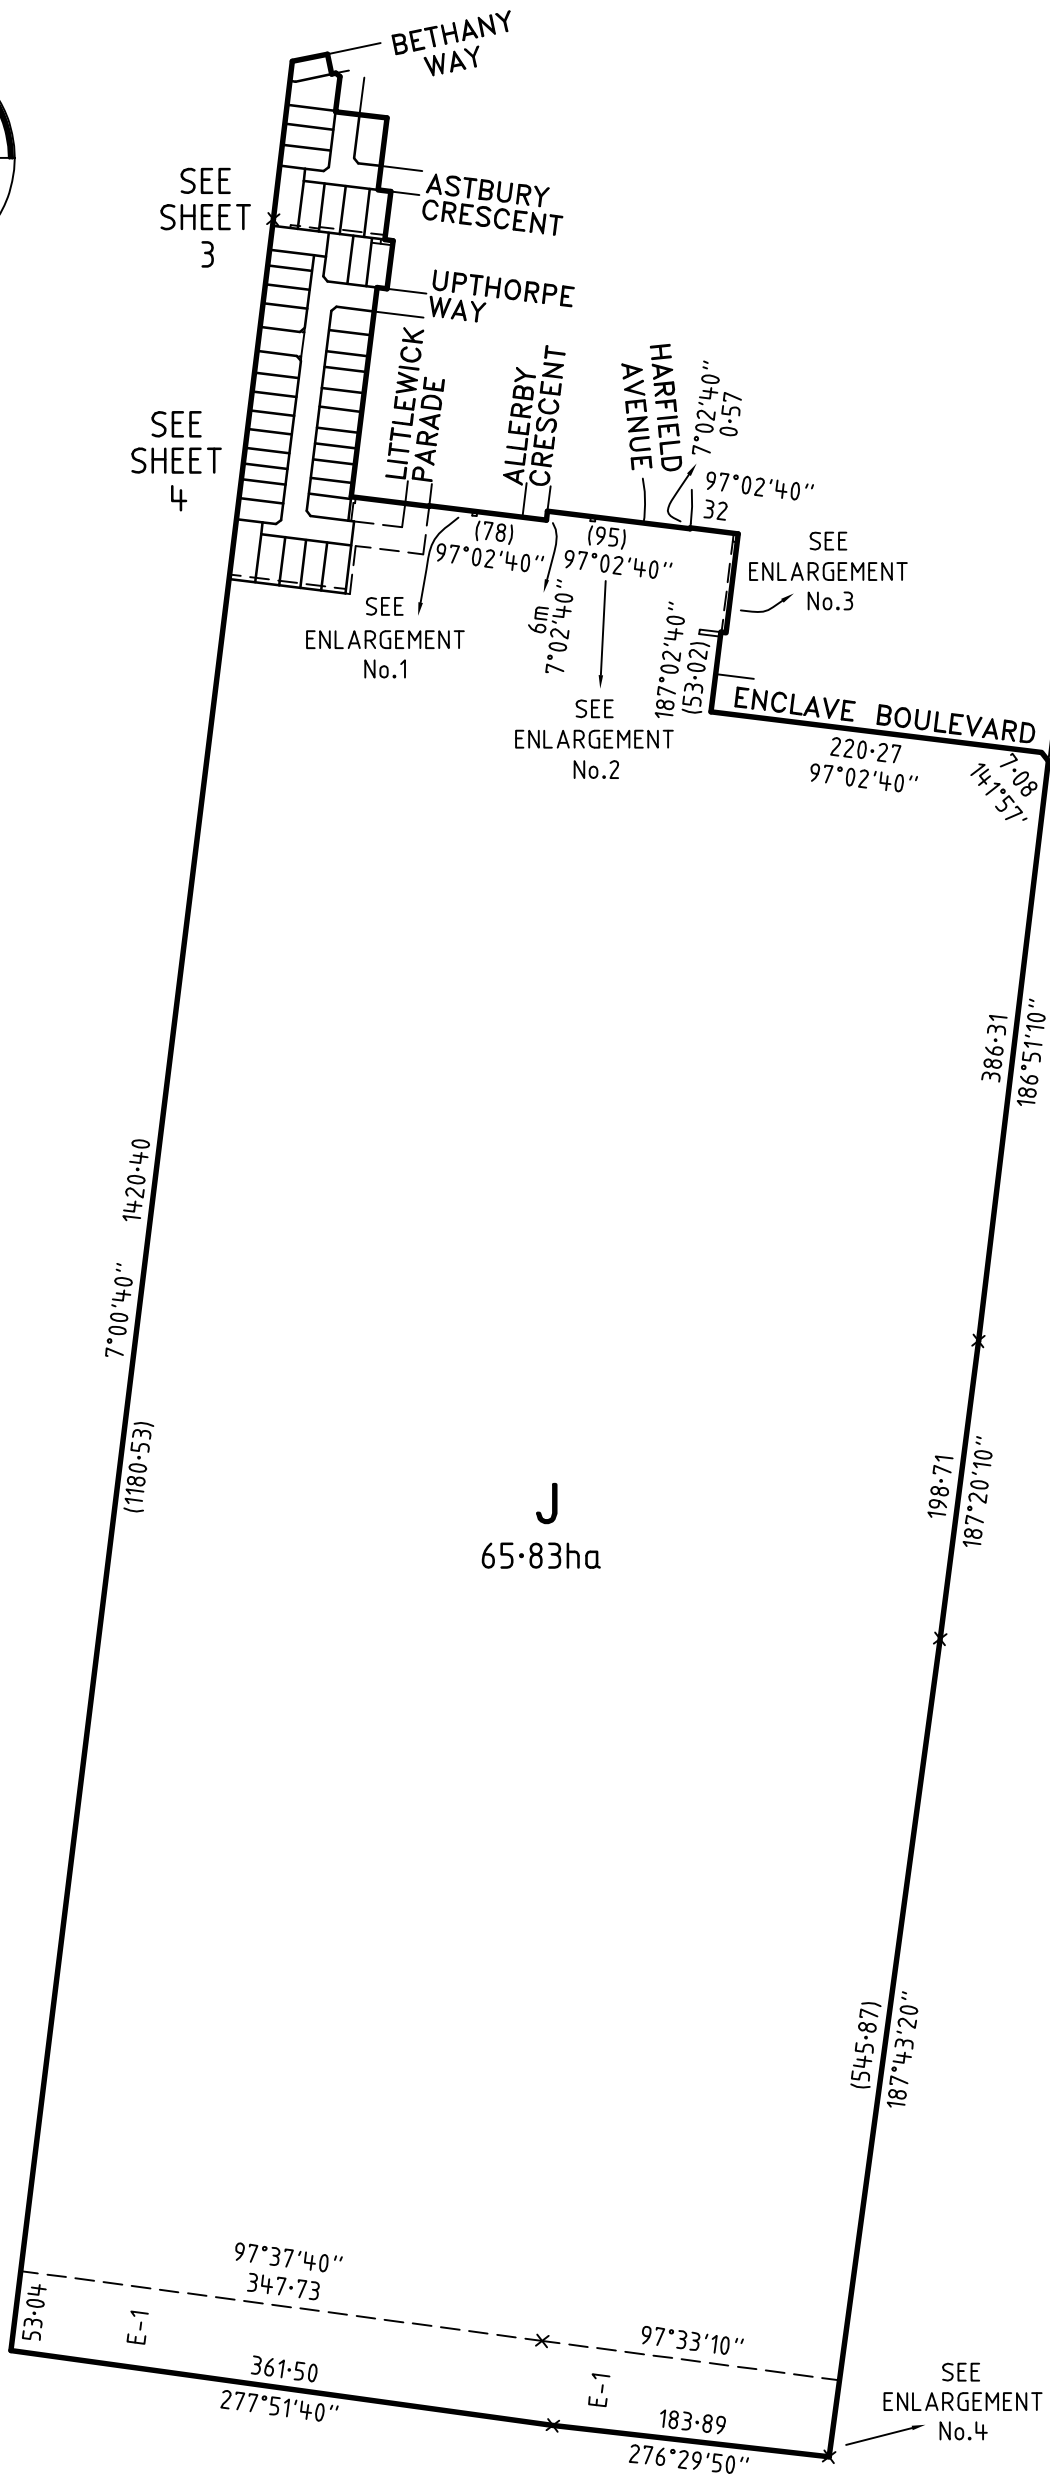 BETHANY
WAY
SEE
SHEET
3
ASTBURY
CRESCENT
UPTHORPE
WAY
LITTLEWICK
PARADE
ALLERBY
CRESCENT
HARFIELD
AVENUE
7°02'40"
0·57
97°02'40"
32
SEE
SHEET
4
(78)
97°02'40"
(95)
97°02'40"
SEE
ENLARGEMENT
No.3
SEE
ENLARGEMENT
No.1
6m
7°02'40"
187°02'40"
(53·02)
SEE
ENLARGEMENT
No.2
ENCLAVE BOULEVARD
220·27
97°02'40"
7·08
141°57'
386·31
186°51'10"
1420·40
7°00'40"
(1180·53)
198·71
187°20'10"
J
65·83ha
(545·87)
187°43'20"
97°37'40"
347·73
53·04
E-1
97°33'10"
E-1
361·50
277°51'40"
183·89
276°29'50"
SEE
ENLARGEMENT
No.4